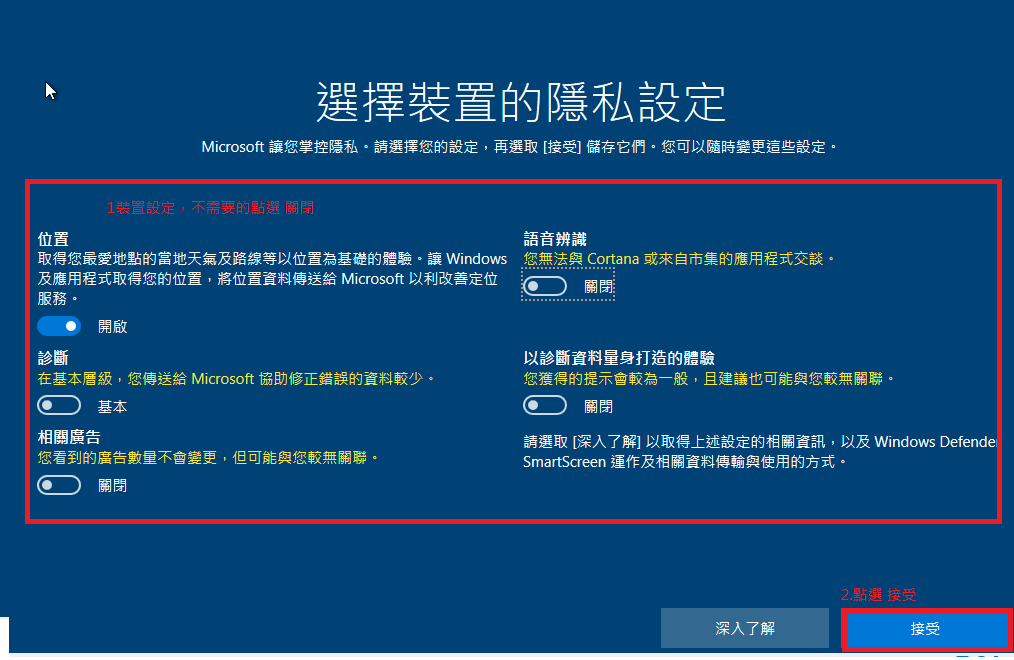 選擇裝置的隱私設定
Microsoft 讓您掌控隱私。請選擇您的設定，再選取 [接受] 儲存它們。您可以隨時變更這些設定。
1裝置設定，不需要的點選 關閉
位置
取得您最愛地點的當地天氣及路線等以位置為基礎的體驗。讓 Windows
及應用程式取得您的位置，將位置資料傳送給 Microsoft 以利改善定位
服務。
開啟
語音辨識
您無法與 Cortana 或來自市集的應用程式交談。
關閉
診斷
在基本層級，您傳送給 Microsoft 協助修正錯誤的資料較少。
基本
以診斷資料量身打造的體驗
您獲得的提示會較為一般，且建議也可能與您較無關聯。
關閉
相關廣告
您看到的廣告數量不會變更，但可能與您較無關聯。
關閉
請選取 [深入了解] 以取得上述設定的相關資訊，以及 Windows Defender
SmartScreen 運作及相關資料傳輸與使用的方式。
2.點選 接受
深入了解
接受